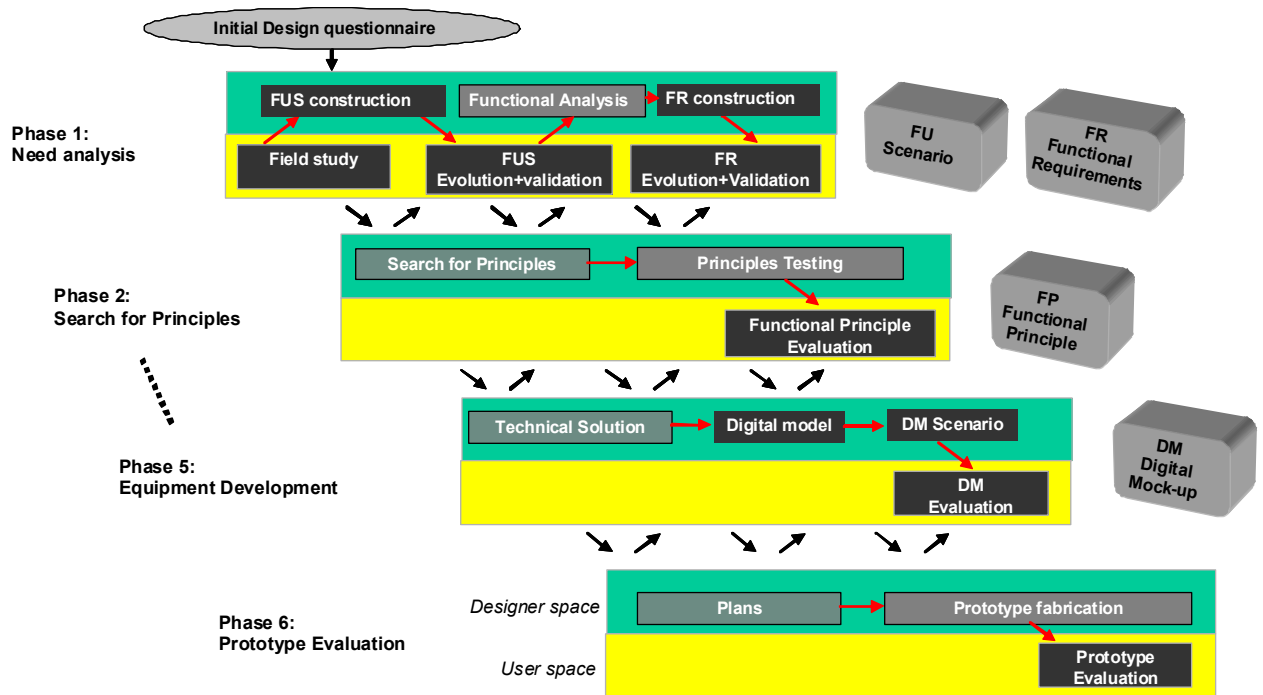 Initial Design questionnaire
FUS construction
Functional Analysis
FR construction
Phase 1:
Need analysis
Field study
FUS
Evolution+validation
FR
Evolution+Validation
FU
Scenario
FR
Functional
Requirements
Search for Principles
Principles Testing
Phase 2:
Search for Principles
Functional Principle
Evaluation
FP
Functional
Principle
Technical Solution
Digital model
DM Scenario
Phase 5:
Equipment Development
DM
Evaluation
DM
Digital
Mock-up
Designer space
Plans
Prototype fabrication
Phase 6:
Prototype Evaluation
User space
Prototype
Evaluation